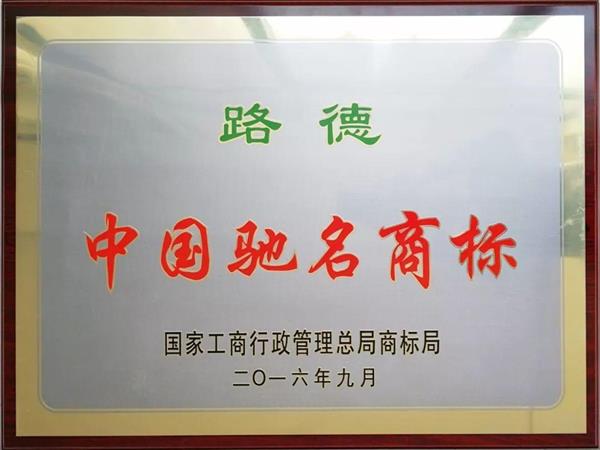 路德
中国驰名商标
国家工商行政管理总局商标局
二〇一六年九月